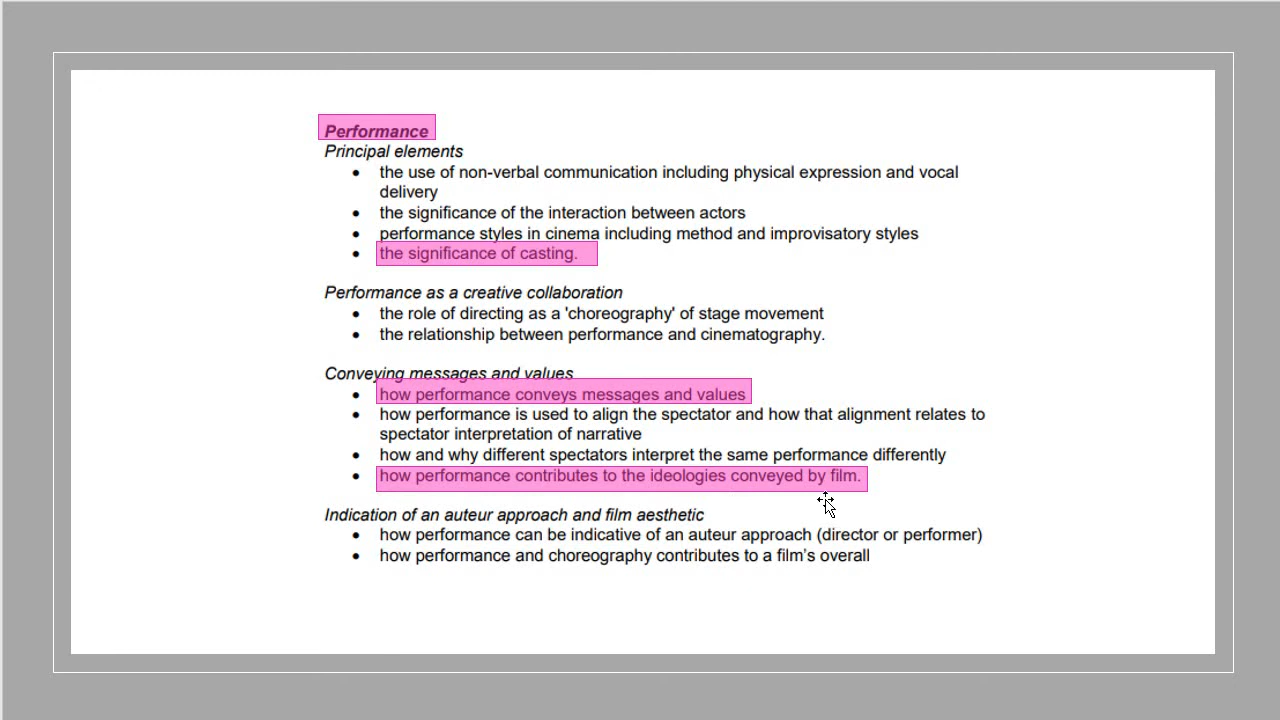 Performance
Principal elements
• the use of non-verbal communication including physical expression and vocal
delivery
• the significance of the interaction between actors
• performance styles in cinema including method and improvisatory styles
• the significance of casting.
Performance as a creative collaboration
• the role of directing as a 'choreography' of stage movement
• the relationship between performance and cinematography.
Conveying messages and values
• how performance conveys messages and values
• how performance is used to align the spectator and how that alignment relates to
spectator interpretation of narrative
• how and why different spectators interpret the same performance differently
• how performance contributes to the ideologies conveyed by film.
Indication of an auteur approach and film aesthetic
• how performance can be indicative of an auteur approach (director or performer)
• how performance and choreography contributes to a film’s overall